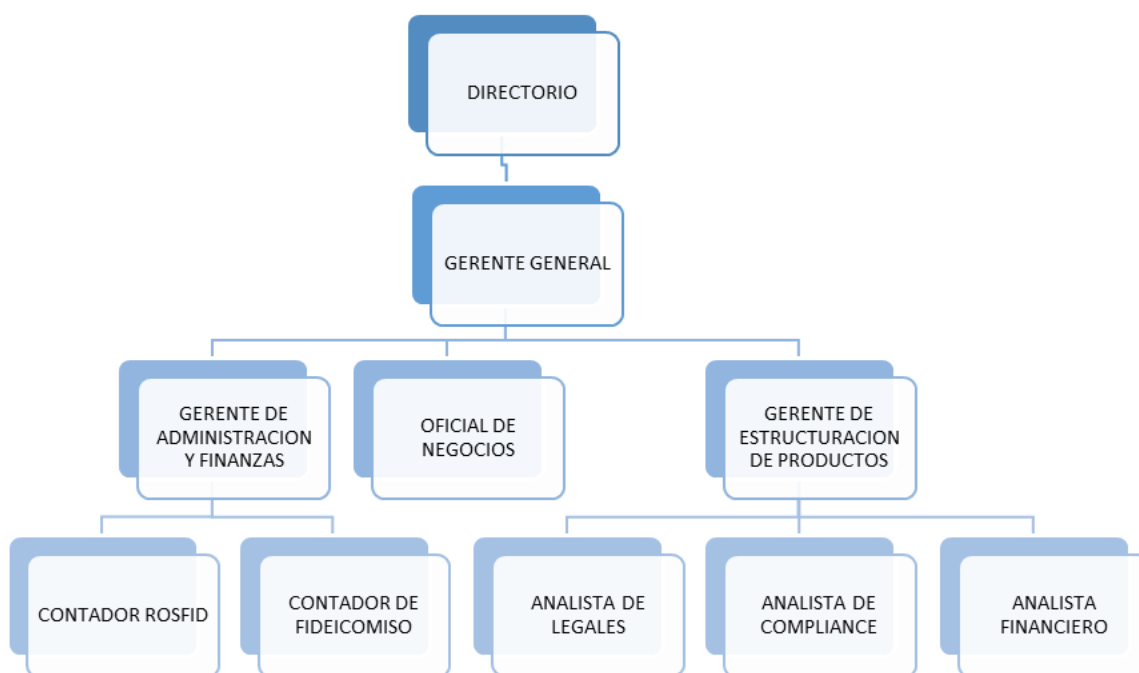 DIRECTORIO
GERENTE GENERAL
GERENTE DE
ADMINISTRACION
Y FINANZAS
OFICIAL DE
NEGOCIOS
GERENTE DE
ESTRUCTURACION
DE PRODUCTOS
CONTADOR ROSFID
CONTADOR DE
FIDEICOMISO
ANALISTA DE
LEGALES
ANALISTA DE
COMPLIANCE
ANALISTA
FINANCIERO